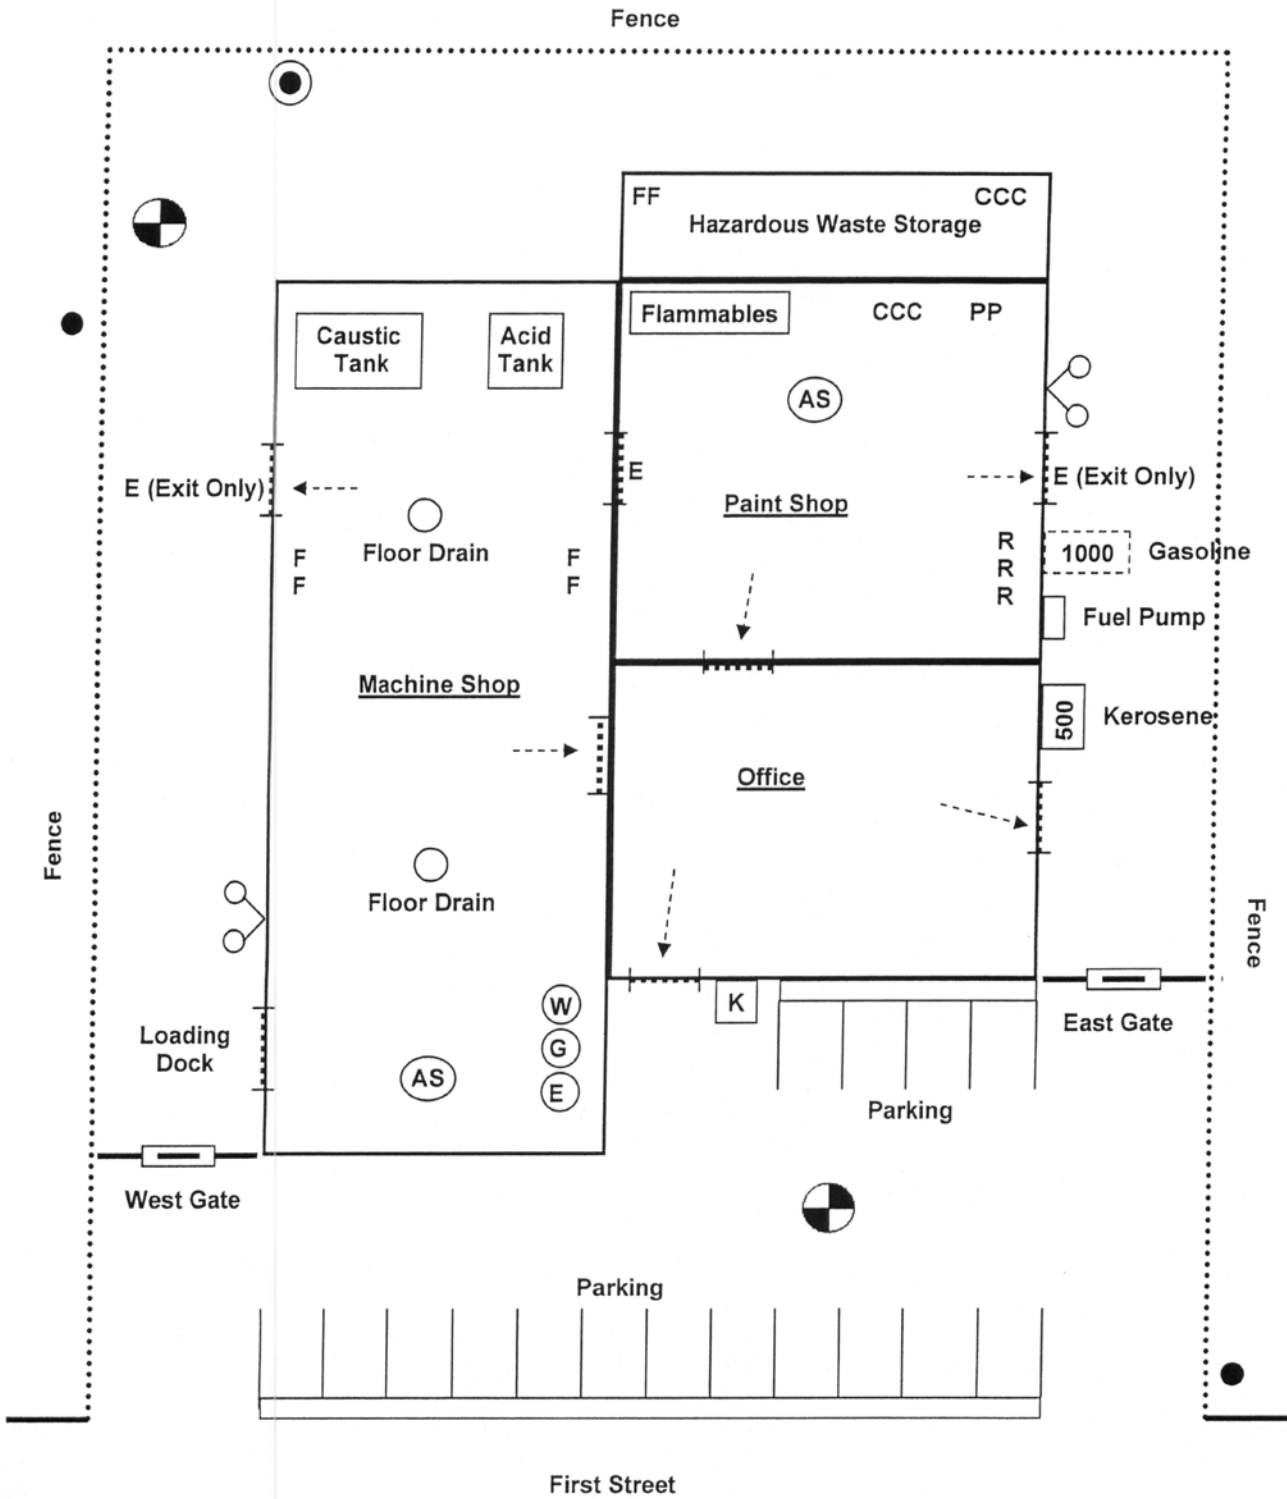 Fence
FF
CCC
Hazardous Waste Storage
Caustic
Tank
Acid
Tank
Flammables
CCC
PP
AS
E (Exit Only)
E
E (Exit Only)
Paint Shop
Floor Drain
F
F
F
F
R
R
R
1000
Gasoline
Fuel Pump
Machine Shop
500
Kerosene
Office
Fence
Floor Drain
Fence
W
G
E
K
East Gate
Loading
Dock
AS
Parking
West Gate
Parking
First Street